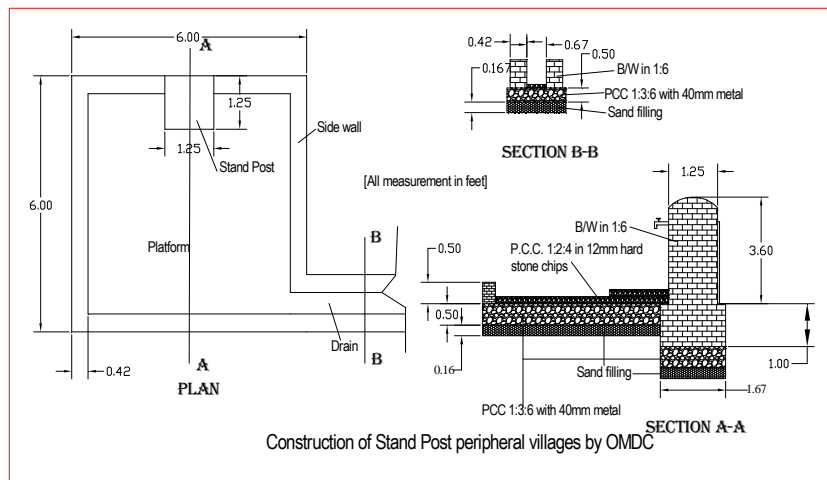 6.00
A
1.25
1.25
Side wall
Stand Post
6.00
Platform
B
Drain
B
A
0.42
PLAN
0.42
0.67
0.50
0.167
B/W in 1:6
PCC 1:3:6 with 40mm metal
Sand filling
SECTION B-B
[All measurement in feet]
1.25
B/W in 1:6
P.C.C. 1:2:4 in 12mm hard
stone chips
3.60
0.50
0.50
0.16
1.00
Sand filling
1.67
PCC 1:3:6 with 40mm metal
SECTION A-A
Construction of Stand Post peripheral villages by OMDC